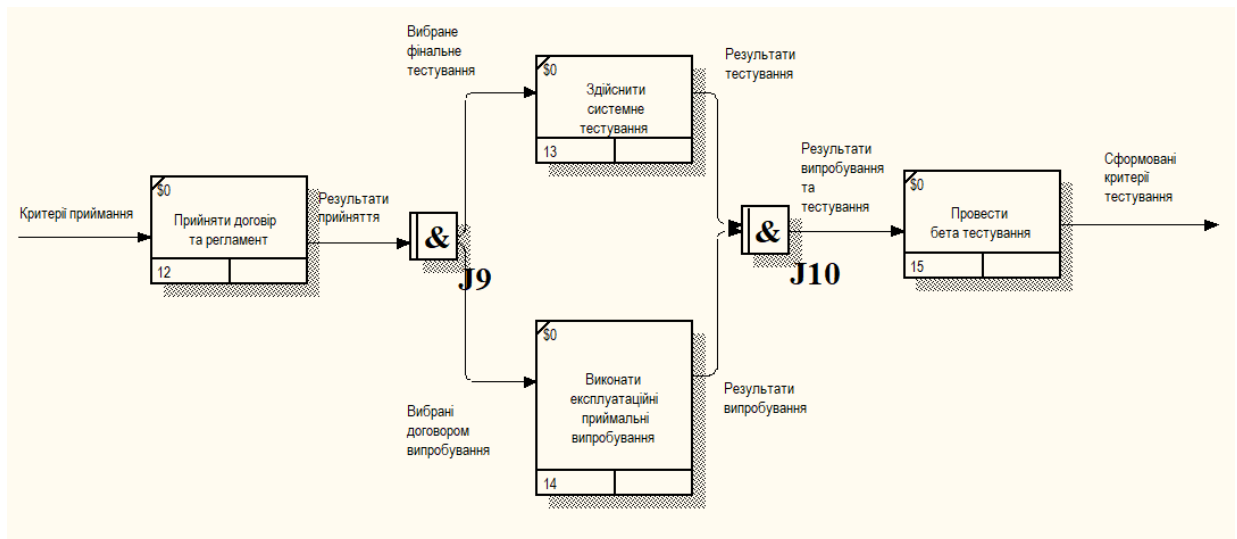 Критерії приймання
$0
Прийняти договір
та регламент
12
Результати
прийняття
&
J9
Вибране
фінальне
тестування
$0
Здійснити
системне
тестування
13
Результати
тестування
Вибрані
договором
випробування
$0
Виконати
експлуатаційні
приймальні
випробування
14
Результати
випробування
&
J10
Результати
випробування
та
тестування
$0
Провести
бета тестування
15
Сформовані
критерії
тестування